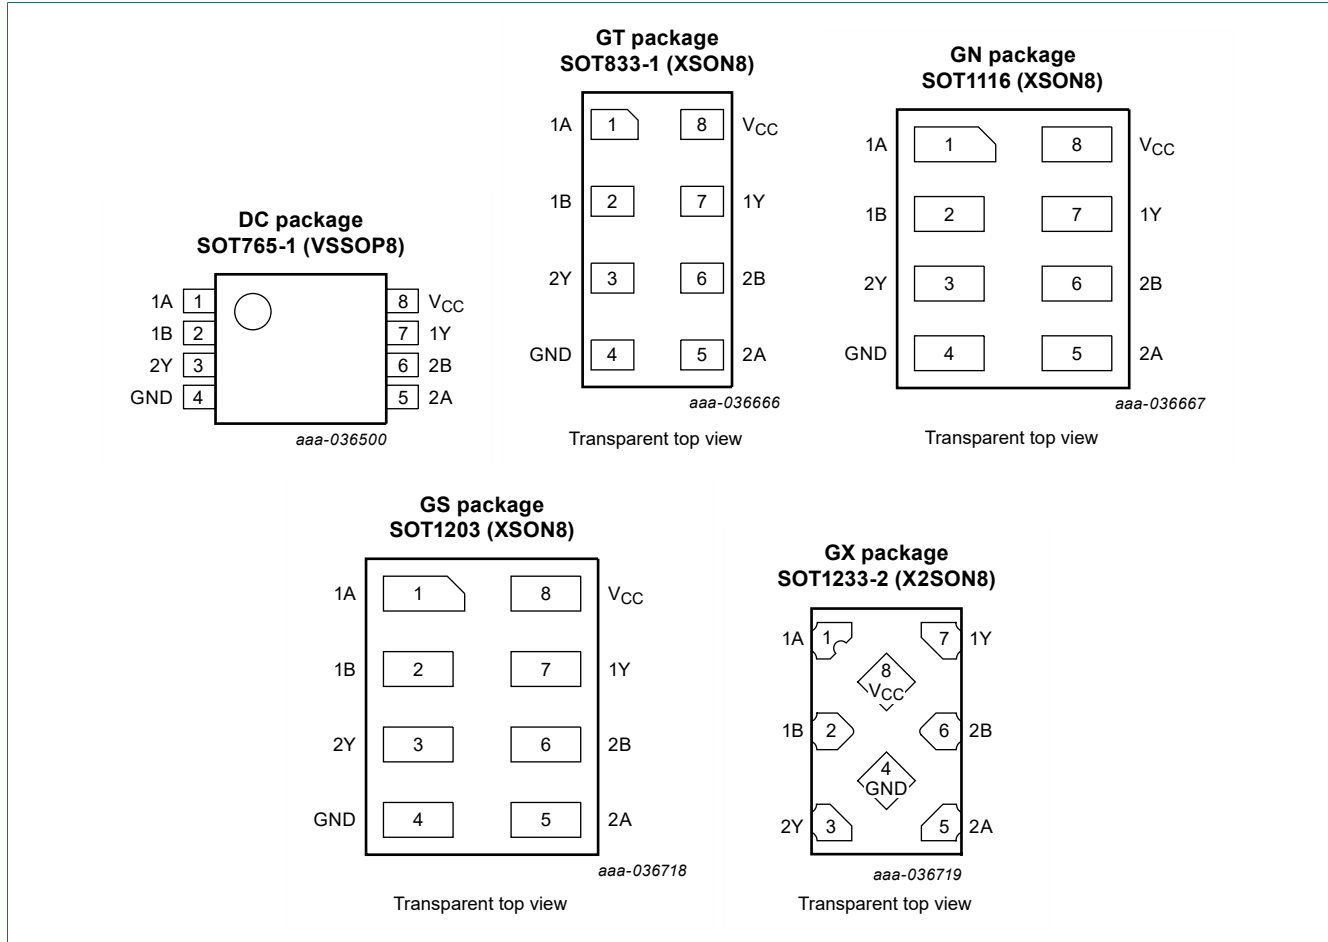 GT package
SOT833-1 (XSON8)
1A 1 8 VCC
1B 2 7 1Y
2Y 3 6 2B
GND 4 5 2A
aaa-036666
Transparent top view
GN package
SOT1116 (XSON8)
1A 1 8 VCC
1B 2 7 1Y
2Y 3 6 2B
GND 4 5 2A
aaa-036667
Transparent top view
DC package
SOT765-1 (VSSOP8)
1A 1 8 VCC
1B 2 7 1Y
2Y 3 6 2B
GND 4 5 2A
aaa-036500
GS package
SOT1203 (XSON8)
1A 1 8 VCC
1B 2 7 1Y
2Y 3 6 2B
GND 4 5 2A
aaa-036718
Transparent top view
GX package
SOT1233-2 (X2SON8)
1A 1 7 1Y
8
VCC
1B 2 6 2B
4
GND
2Y 3 5 2A
aaa-036719
Transparent top view